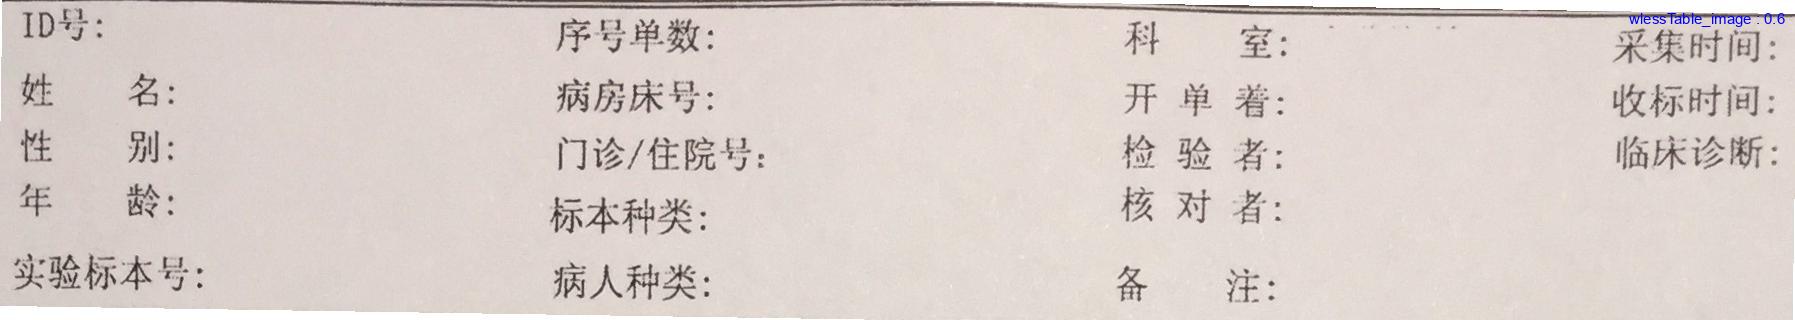 wlessTable_image : 0.6
ID号: 序号单数: 科 室: 采集时间:
姓 名: 病房床号: 开 单 着: 收标时间:
性 别: 门诊/住院号: 检 验 者: 临床诊断:
年 龄: 标本种类: 核 对 者:
实验标本号: 病人种类: 备 注: